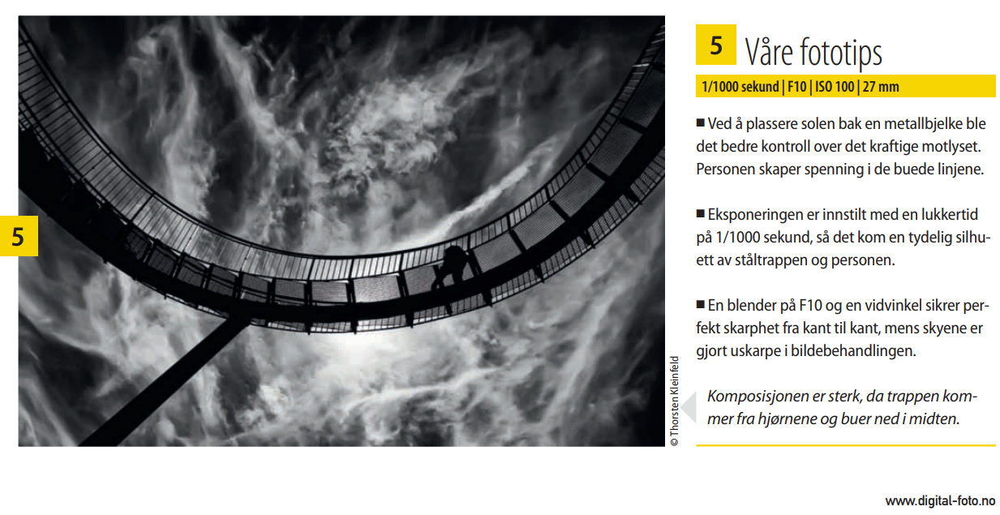 5
5 Våre fototips
1/1000 sekund | F10 | ISO 100 | 27 mm
■ Ved å plassere solen bak en metallbjelke ble
det bedre kontroll over det kraftige motlyset.
Personen skaper spenning i de buede linjene.
■ Eksponeringen er innstilt med en lukkertid
på 1/1000 sekund, så det kom en tydelig silhu-
ett av ståltrappen og personen.
■ En blender på F10 og en vidvinkel sikrer per-
fekt skarphet fra kant til kant, mens skyene er
gjort uskarpe i bildebehandlingen.
Komposisjonen er sterk, da trappen kom-
mer fra hjørnene og buer ned i midten.
© Thorsten Kleinfeld
www.digital-foto.no